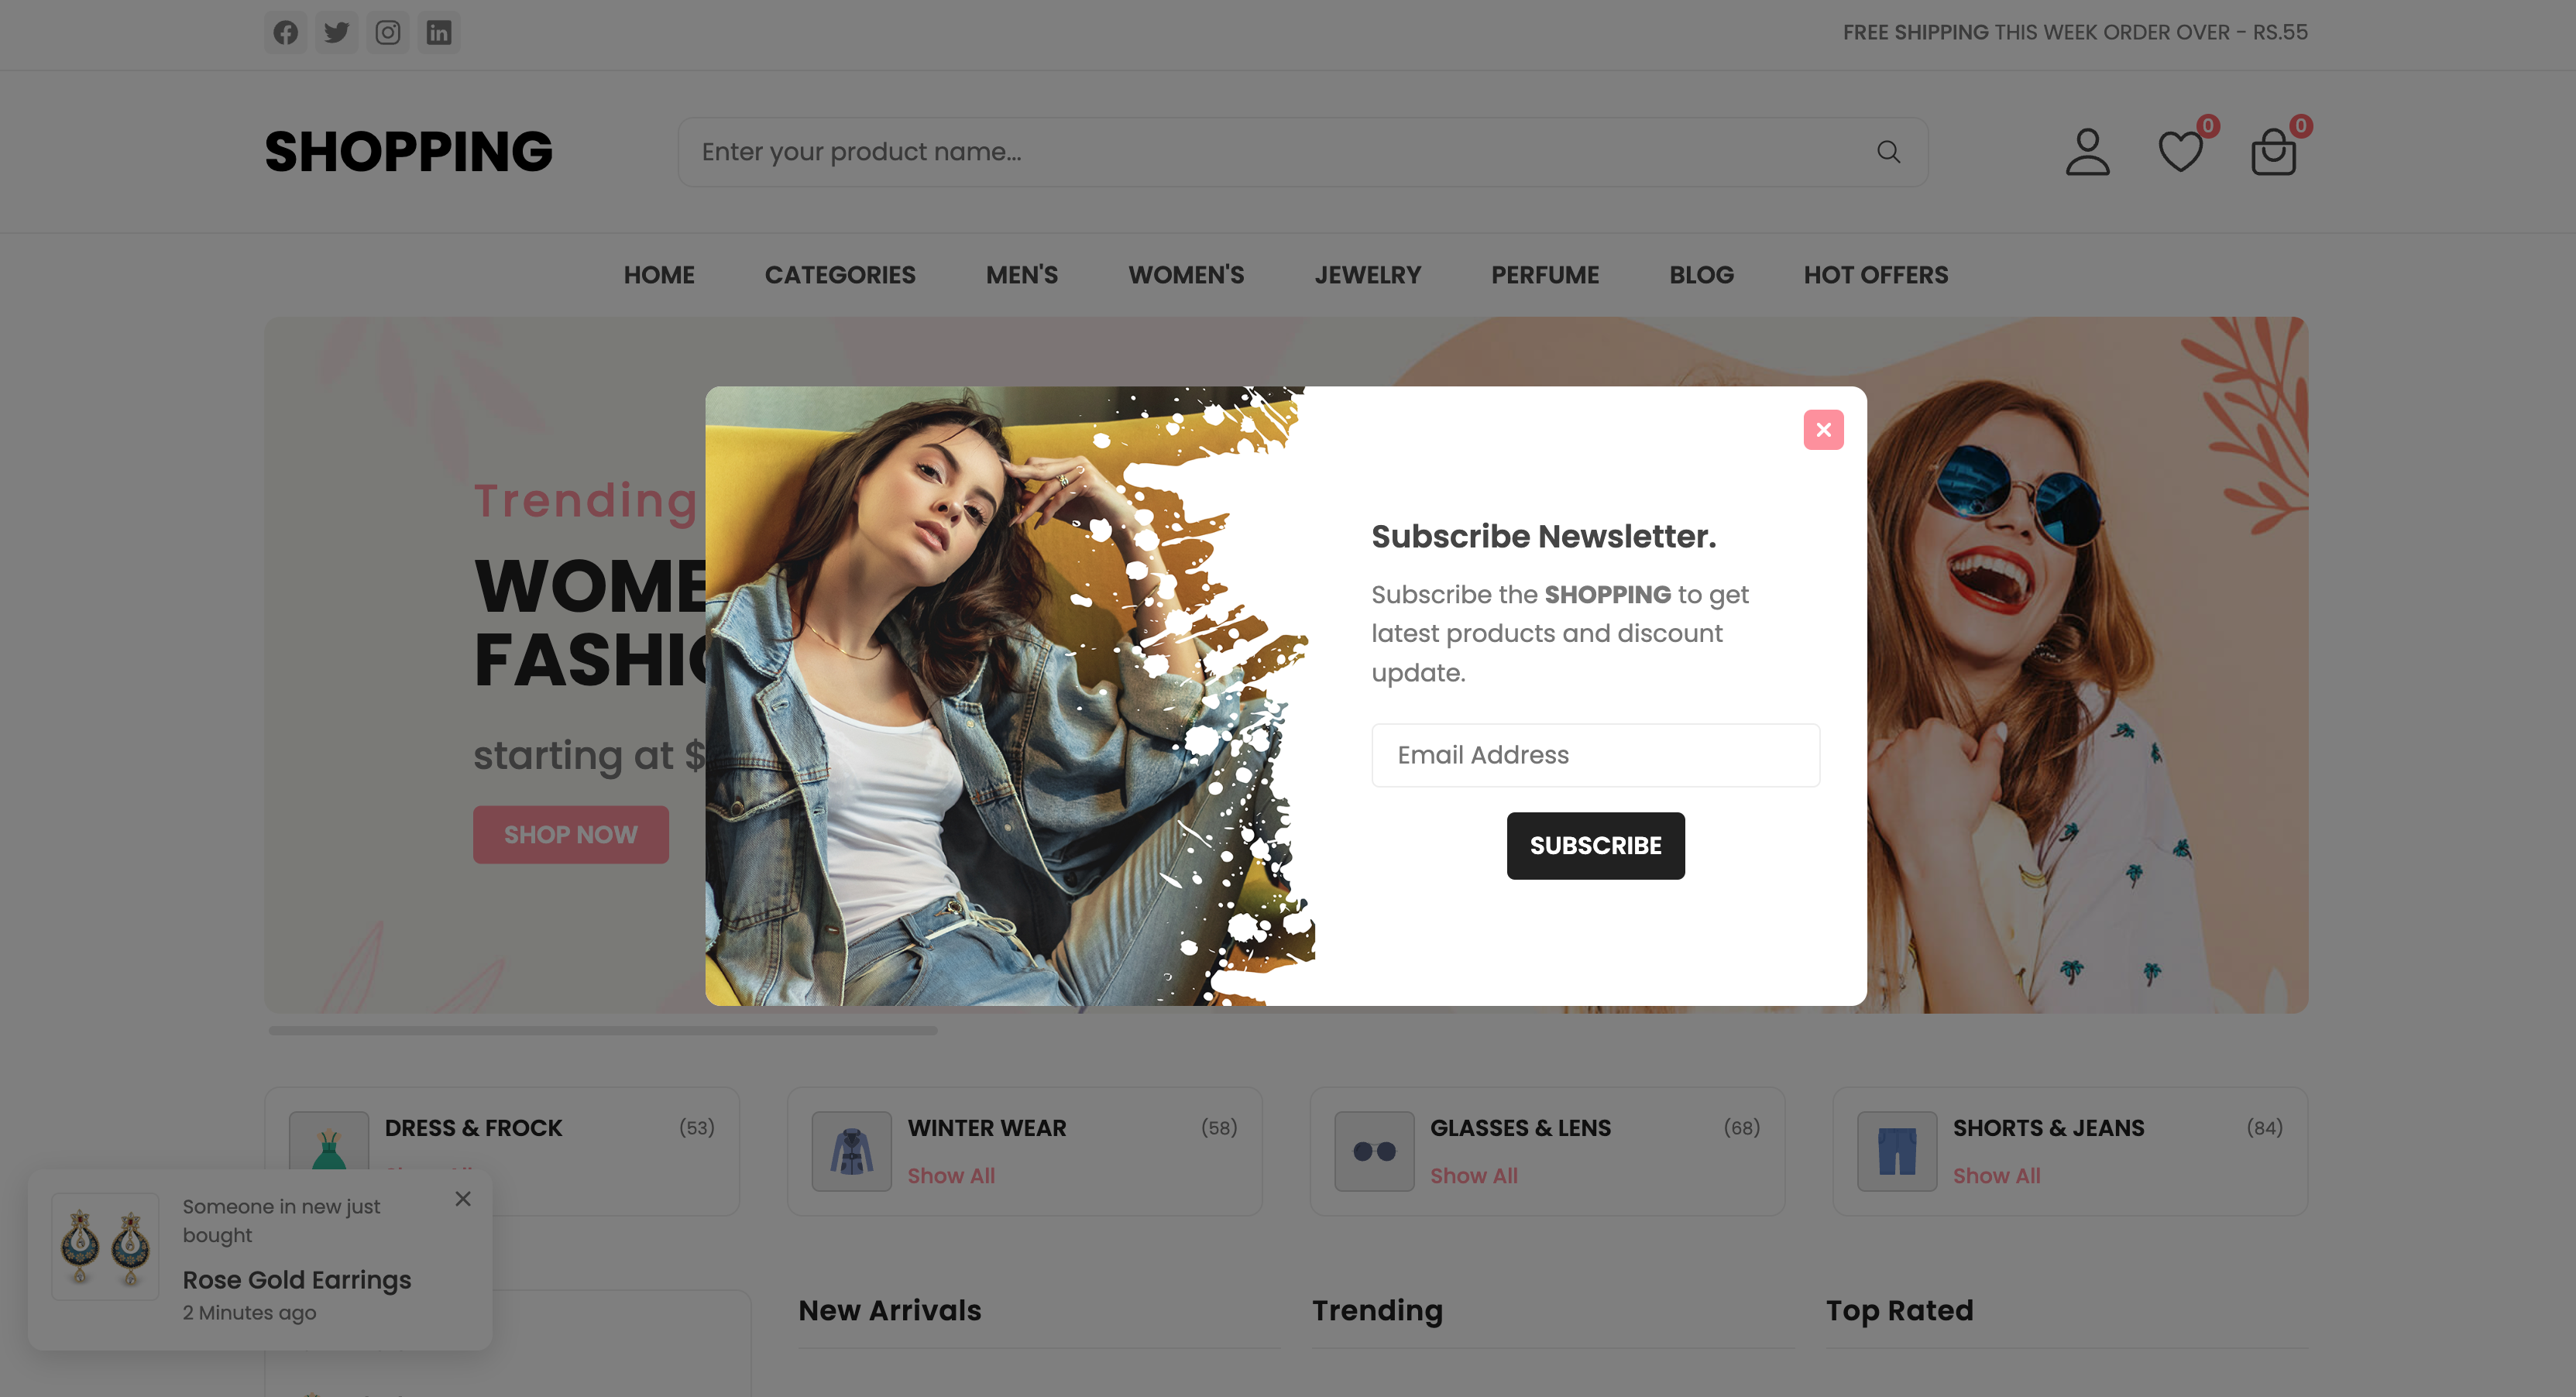 FREE SHIPPING THIS WEEK ORDER OVER - RS.55
SHOPPING
Enter your product name...
0
0
HOME
CATEGORIES
MEN'S
WOMEN'S
JEWELRY
PERFUME
BLOG
HOT OFFERS
Trending
WOME
FASHIO
starting at $
SHOP NOW
Subscribe Newsletter.
Subscribe the SHOPPING to get
latest products and discount
update.
Email Address
SUBSCRIBE
DRESS & FROCK
(53)
WINTER WEAR
(58)
Show All
GLASSES & LENS
(68)
Show All
SHORTS & JEANS
(84)
Show All
Someone in new just
bought
Rose Gold Earrings
2 Minutes ago
New Arrivals
Trending
Top Rated